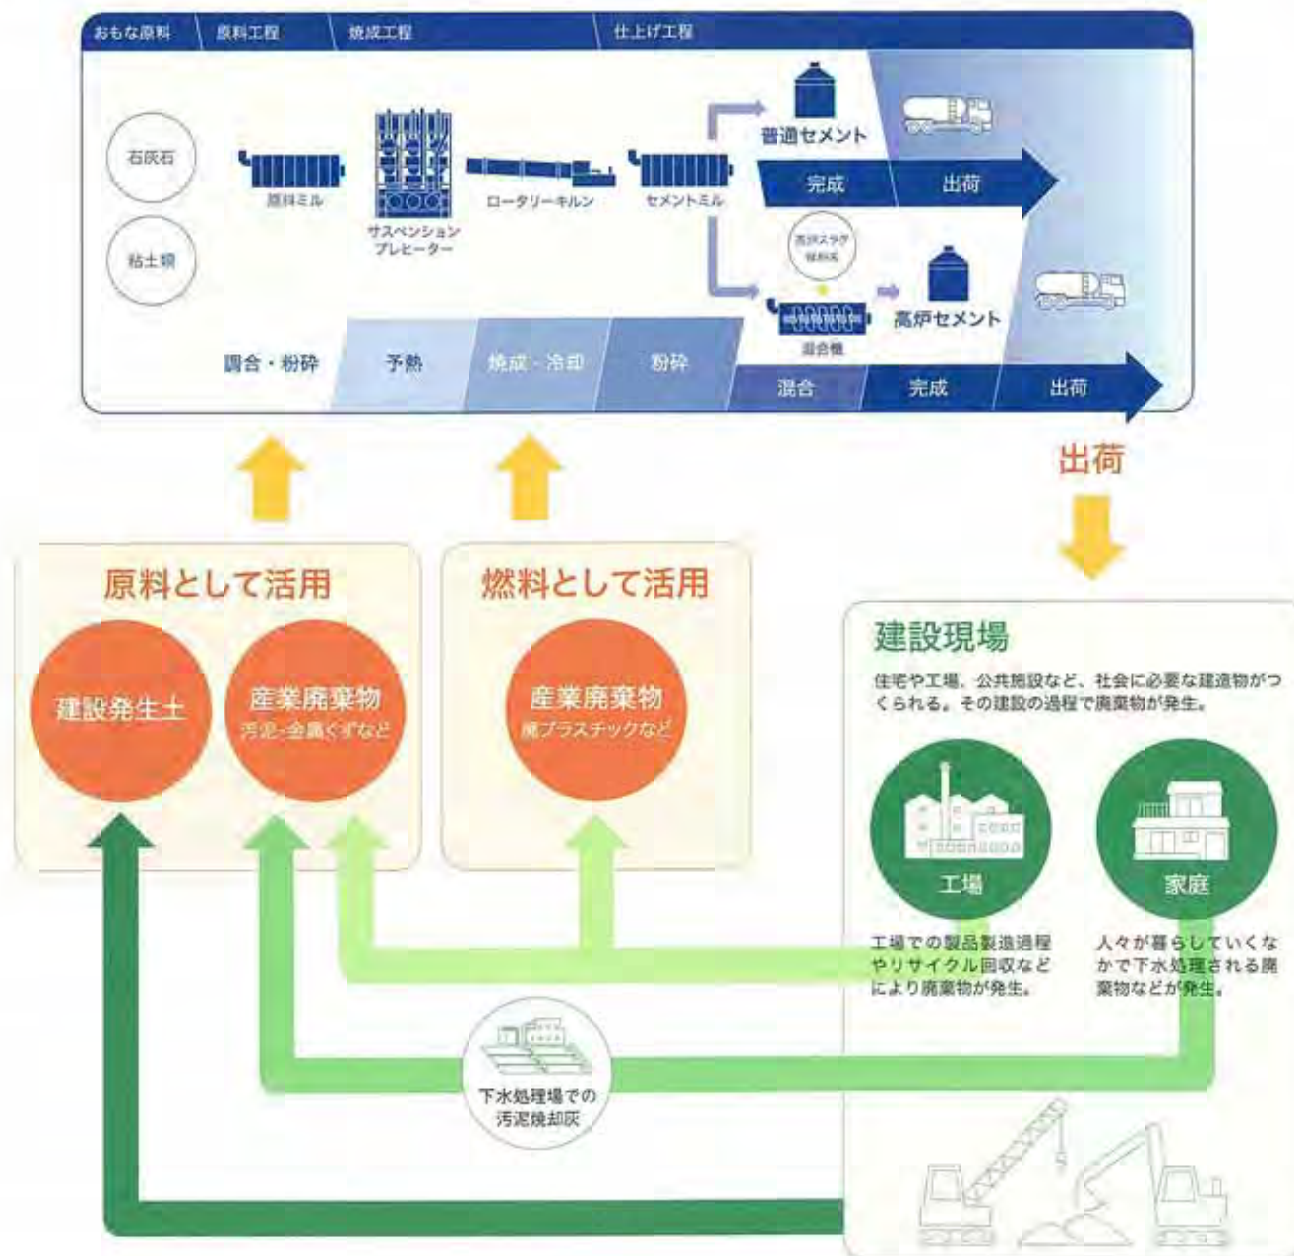 おもな原料
原料工程
焼成工程
仕上げ工程
石灰石
粘土
原料ミル
サスペンション
プレヒーター
ロータリーキルン
セメントミル
普通セメント
完成
出荷
高炉スラグ
混合機
高炉セメント
調合・粉砕
予熱
焼成・冷却
粉砕
混合
完成
出荷
出荷
原料として活用
建設発生土
産業廃棄物
汚泥・金属くずなど
燃料として活用
産業廃棄物
廃プラスチックなど
建設現場
住宅や工場、公共施設など、社会に必要な建造物がつ
くられる。その建設の過程で廃棄物が発生。
工場
工場での製品製造過程
やリサイクル回収など
により廃棄物が発生。
家庭
人々が暮らしていくな
かで下水処理される廃
棄物などが発生。
下水処理場での
汚泥焼却灰